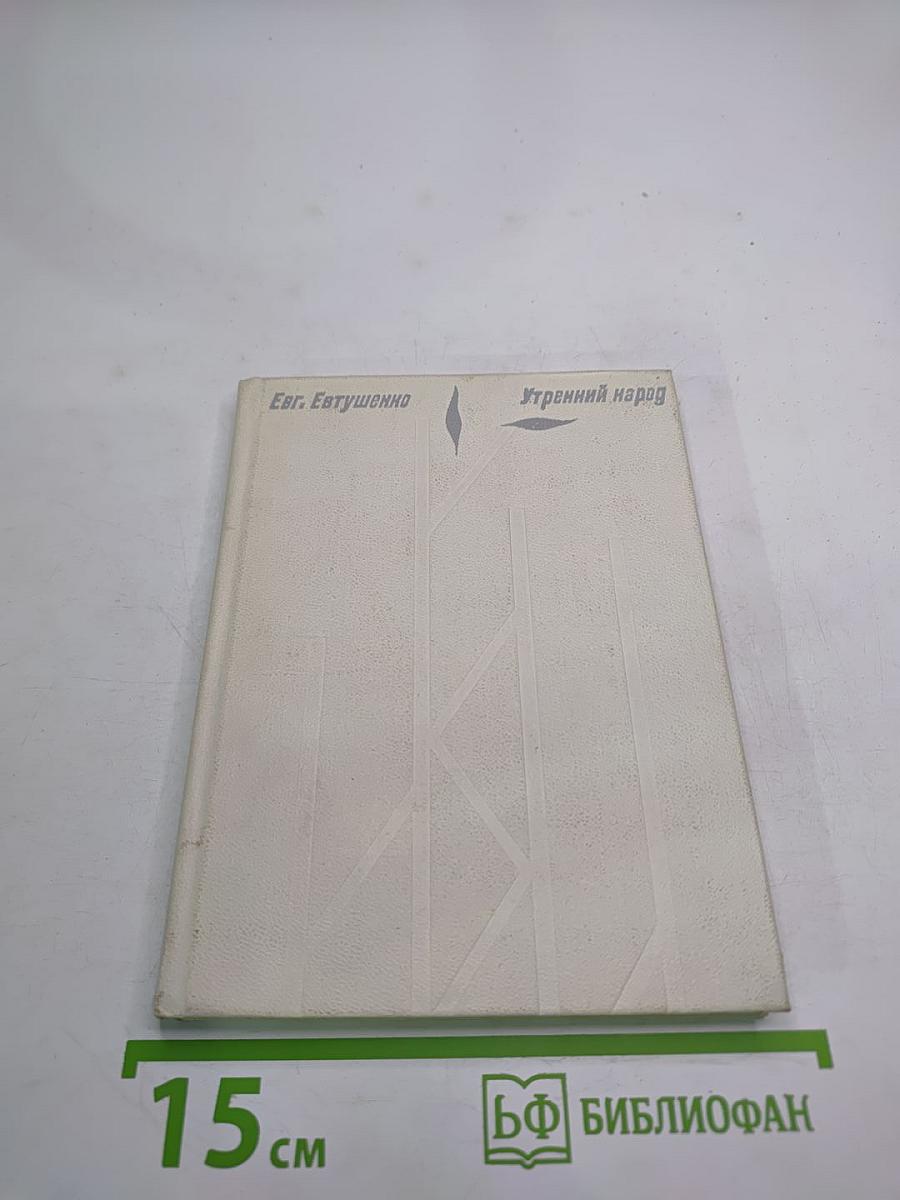 Евг. Евтушенко
Утренний народ
15 см
БФ БИБЛИОФАН